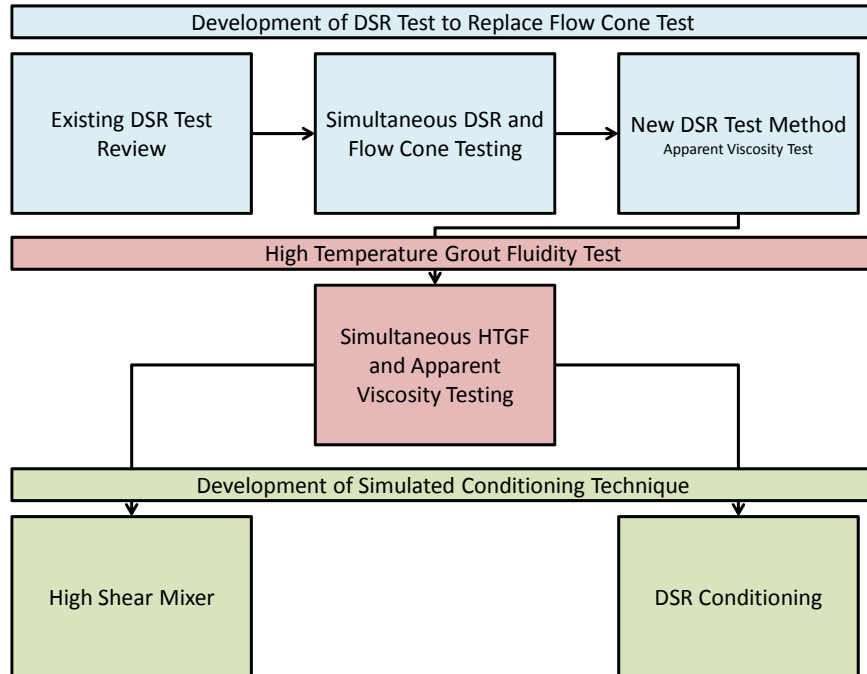 Development of DSR Test to Replace Flow Cone Test
Existing DSR Test
Review
Simultaneous DSR and
Flow Cone Testing
New DSR Test Method
Apparent Viscosity Test
High Temperature Grout Fluidity Test
Simultaneous HTGF
and Apparent
Viscosity Testing
Development of Simulated Conditioning Technique
High Shear Mixer
DSR Conditioning